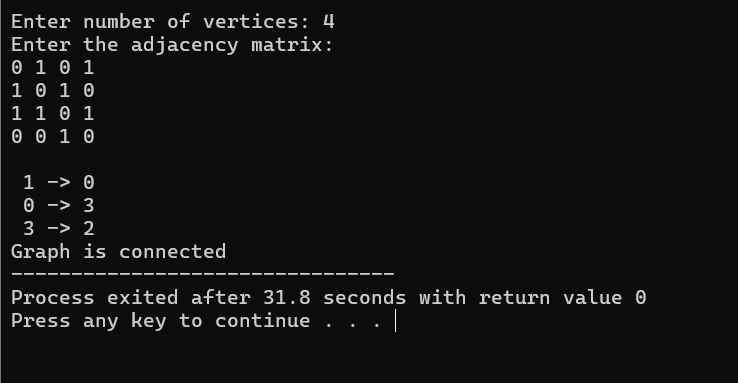 Enter number of vertices: 4
Enter the adjacency matrix:
0 1 0 1
1 0 1 0
1 1 0 1
0 0 1 0
1 -> 0
0 -> 3
3 -> 2
Graph is connected
--------------------------------
Process exited after 31.8 seconds with return value 0
Press any key to continue . . .